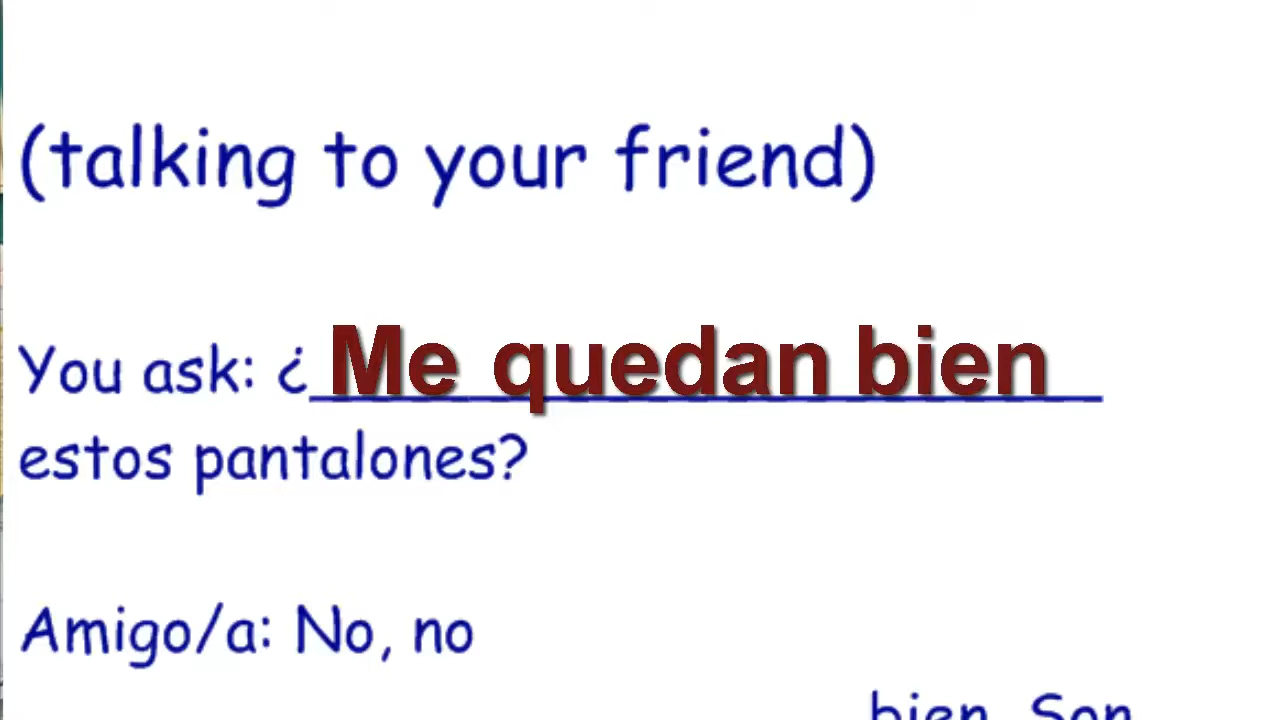 (talking to your friend)
You ask: ¿ Me quedan bien
estos pantalones?
Amigo/a: No, no
bien. Son